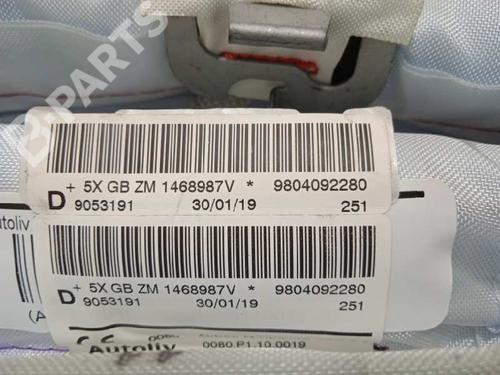 B-PARTS
D + 5X GB ZM 1468987V * 9804092280
9053191 30/01/19 251
D + 5X GB ZM 1468987V * 9804092280
9053191 30/01/19 251
Autoliv
(A
Autoliv 0080.P1.10.0019